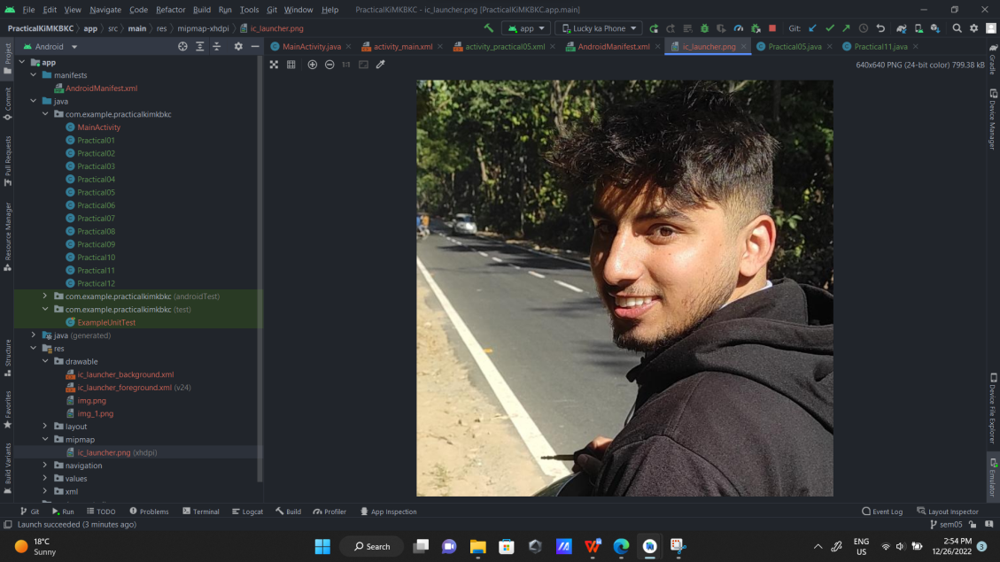 File Edit View Navigate Code Refactor Build Run Tools Git Window Help PracticalKiMKBKC - ic_launcher.png [PracticalKiMKBKC.app.main]
PracticalKiMKBKC app src main res mipmap-xhdpi ic_launcher.png app Lucky ka Phone Git:
Android MainActivity.java activity_main.xml activity_practical05.xml AndroidManifest.xml ic_launcher.png Practical05.java Practical11.java
1:1 640x640 PNG (24-bit color) 799.38 kB
app
manifests
AndroidManifest.xml
java
com.example.practicalkimkbkc
MainActivity
Practical01
Practical02
Practical03
Practical04
Practical05
Practical06
Practical07
Practical08
Practical09
Practical10
Practical11
Practical12
com.example.practicalkimkbkc (androidTest)
com.example.practicalkimkbkc (test)
ExampleUnitTest
java (generated)
res
drawable
ic_launcher_background.xml
ic_launcher_foreground.xml (v24)
img.png
img_1.png
layout
mipmap
ic_launcher.png (xhdpi)
navigation
values
xml
Project
Commit
Pull Requests
Resource Manager
Structure
Favorites
Build Variants
Gradle
Device Manager
Device File Explorer
Emulator
Git Run TODO Problems Terminal Logcat Build Profiler App Inspection Event Log Layout Inspector
Launch succeeded (3 minutes ago) sem05
18°C
Sunny
Search
ENG
US
2:54 PM
12/26/2022
3